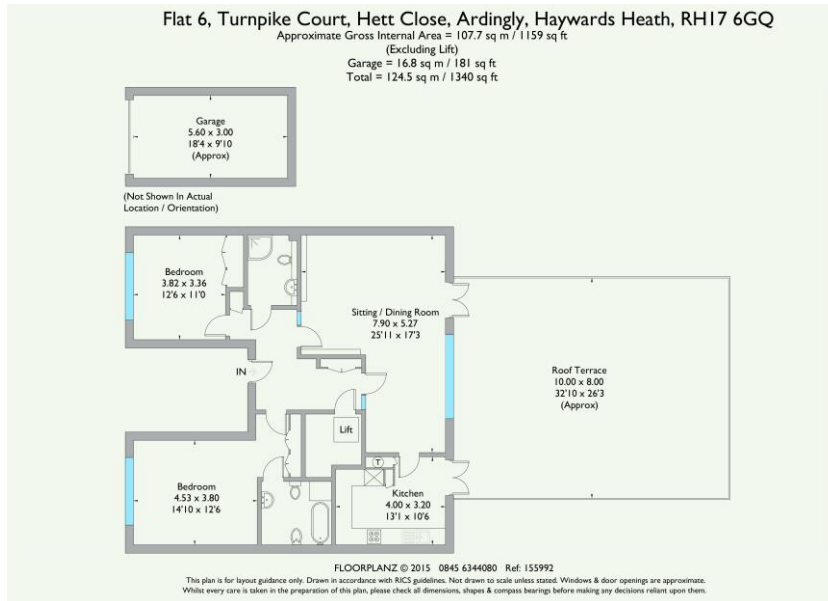 Flat 6, Turnpike Court, Hett Close, Ardingly, Haywards Heath, RH17 6GQ
Approximate Gross Internal Area = 107.7 sq m / 1159 sq ft
(Excluding Lift)
Garage = 16.8 sq m / 181 sq ft
Total = 124.5 sq m / 1340 sq ft
Garage
5.60 x 3.00
18'4 x 9'10
(Approx)
(Not Shown In Actual
Location / Orientation)
Bedroom
3.82 x 3.36
12'6 x 11'0
Sitting / Dining Room
7.90 x 5.27
25'11 x 17'3
IN
Roof Terrace
10.00 x 8.00
32'10 x 26'3
(Approx)
Lift
T
Bedroom
4.53 x 3.80
14'10 x 12'6
Kitchen
4.00 x 3.20
13'1 x 10'6
FLOORPLANZ © 2015 0845 6344080 Ref: 155992
This plan is for layout guidance only. Drawn in accordance with RICS guidelines. Not drawn to scale unless stated. Windows & door openings are approximate.
Whilst every care is taken in the preparation of this plan, please check all dimensions, shapes & compass bearings before making any decisions reliant upon them.